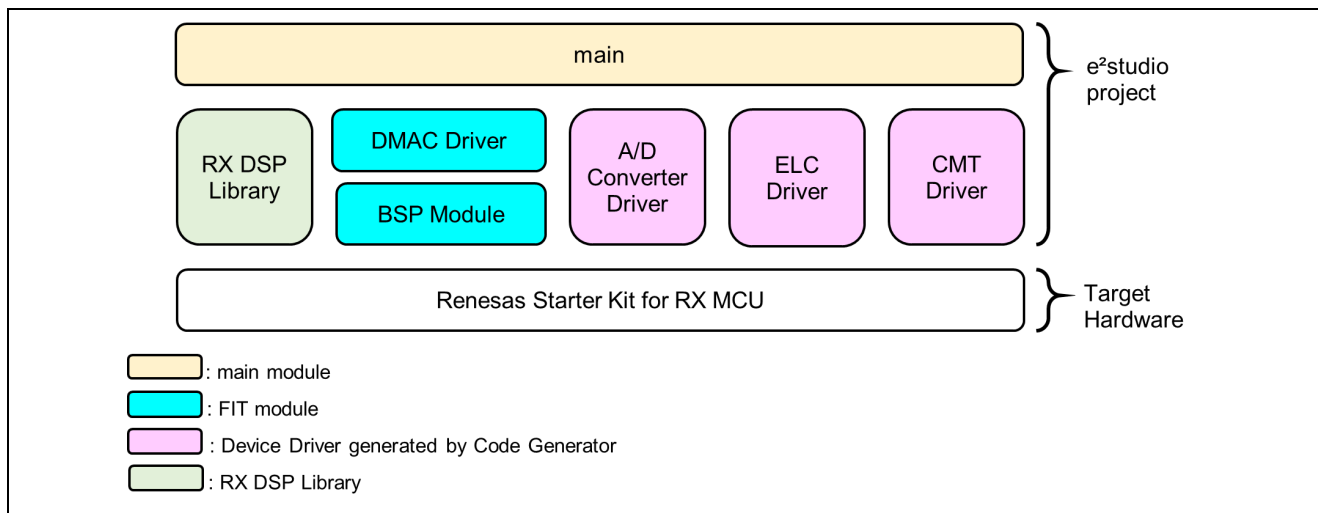 main
e²studio
project
RX DSP
Library
DMAC Driver
BSP Module
A/D
Converter
Driver
ELC
Driver
CMT
Driver
Renesas Starter Kit for RX MCU
Target
Hardware
: main module
: FIT module
: Device Driver generated by Code Generator
: RX DSP Library